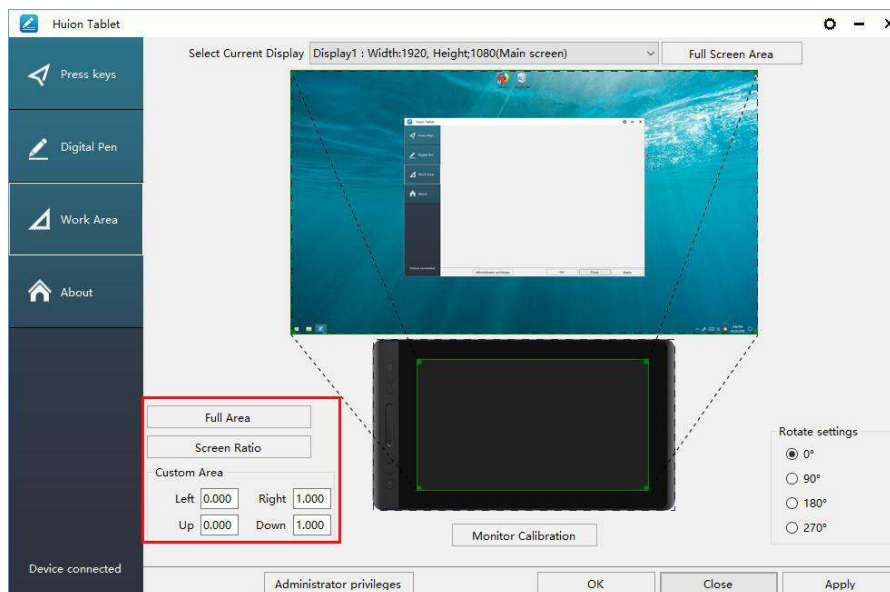 Huion Tablet
Select Current Display Display1 : Width:1920, Height;1080(Main screen) Full Screen Area
Press keys
Digital Pen
Work Area
About
Huion Tablet
Full Area
Screen Ratio
Custom Area
Left 0.000 Right 1.000
Up 0.000 Down 1.000
Monitor Calibration
Rotate settings
0°
90°
180°
270°
Device connected
Administrator privileges OK Close Apply